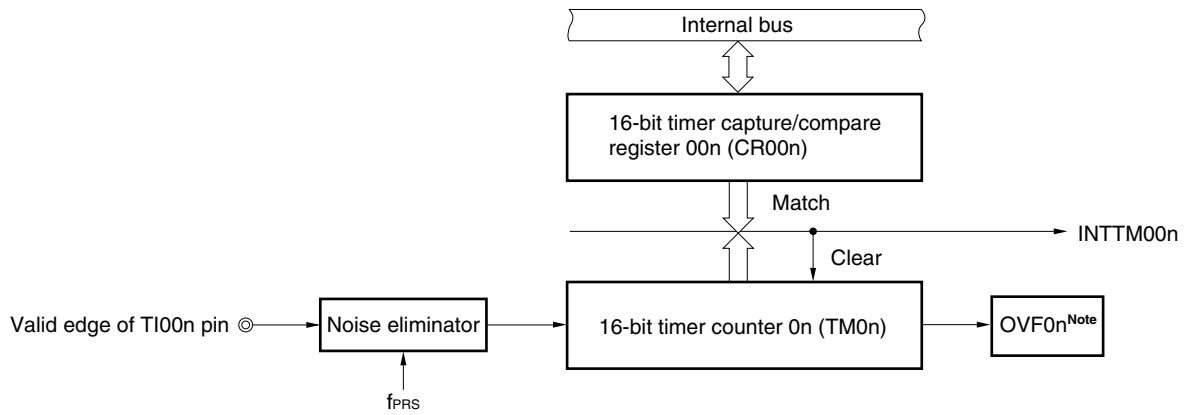 Internal bus
16-bit timer capture/compare
register 00n (CR00n)
Match
INTTM00n
Clear
Valid edge of TI00n pin
Noise eliminator
16-bit timer counter 0n (TM0n)
OVF0nNote
fPRS